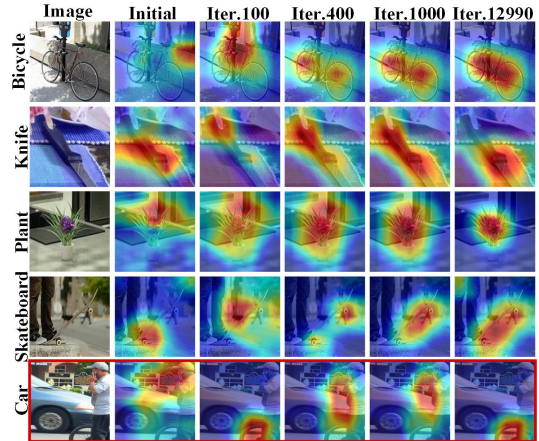 Image Initial Iter.100 Iter.400 Iter.1000 Iter.12990
Bicycle
Knife
Plant
Skateboard
Car